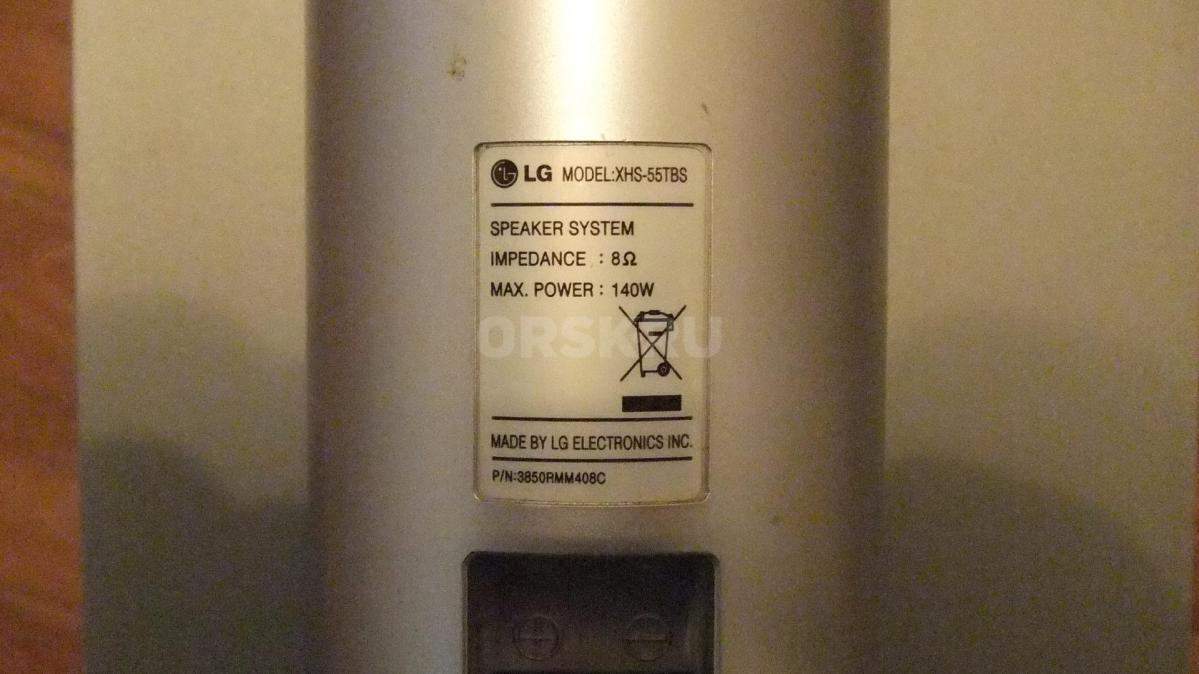 LG MODEL:XHS-55TBS
SPEAKER SYSTEM
IMPEDANCE : 8Ω
MAX. POWER : 140W
ORSK.RU
MADE BY LG ELECTRONICS INC.
P/N:3850RMM408C
+ −